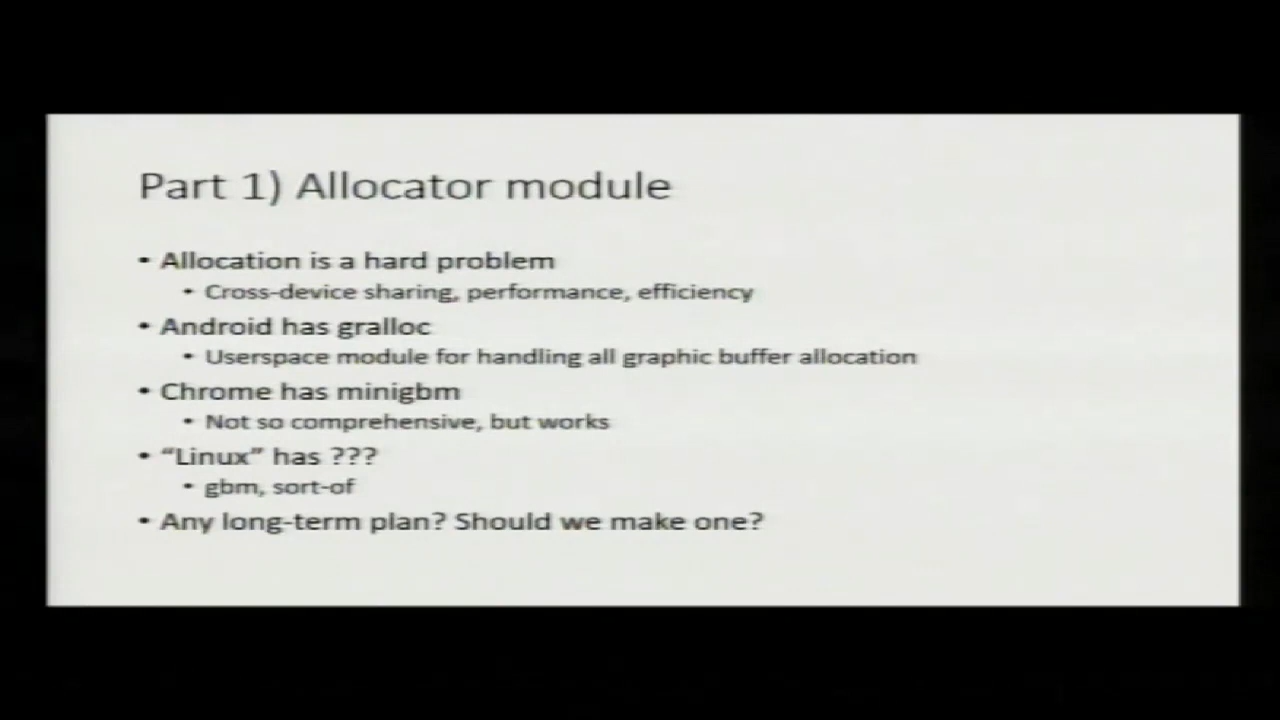 Part 1) Allocator module
• Allocation is a hard problem
• Cross-device sharing, performance, efficiency
• Android has gralloc
• Userspace module for handling all graphic buffer allocation
• Chrome has minigbm
• Not so comprehensive, but works
• “Linux” has ???
• gbm, sort-of
• Any long-term plan? Should we make one?